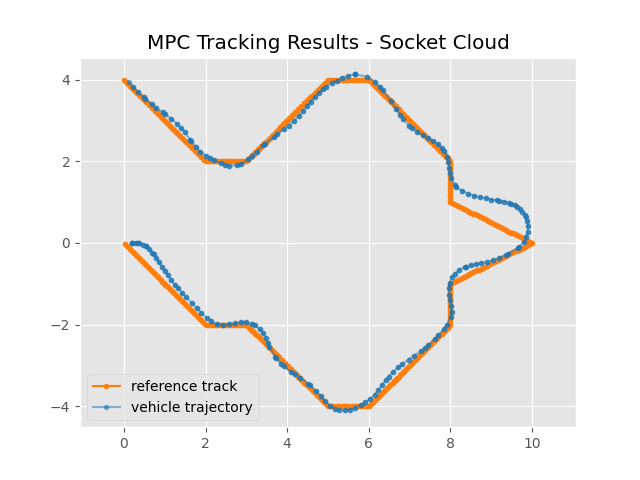 MPC Tracking Results - Socket Cloud
4
2
0
−2
−4
reference track
vehicle trajectory
0 2 4 6 8 10